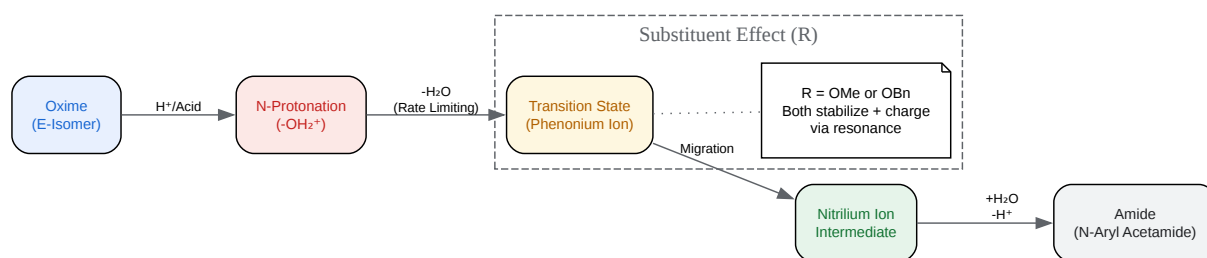 Substituent Effect (R)
Oxime
(E-Isomer)
H⁺/Acid
N-Protonation
(-OH₂⁺)
-H₂O
(Rate Limiting)
Transition State
(Phenonium Ion)
R = OMe or OBn
Both stabilize + charge
via resonance
Migration
Nitrilium Ion
Intermediate
+H₂O
-H⁺
Amide
(N-Aryl Acetamide)